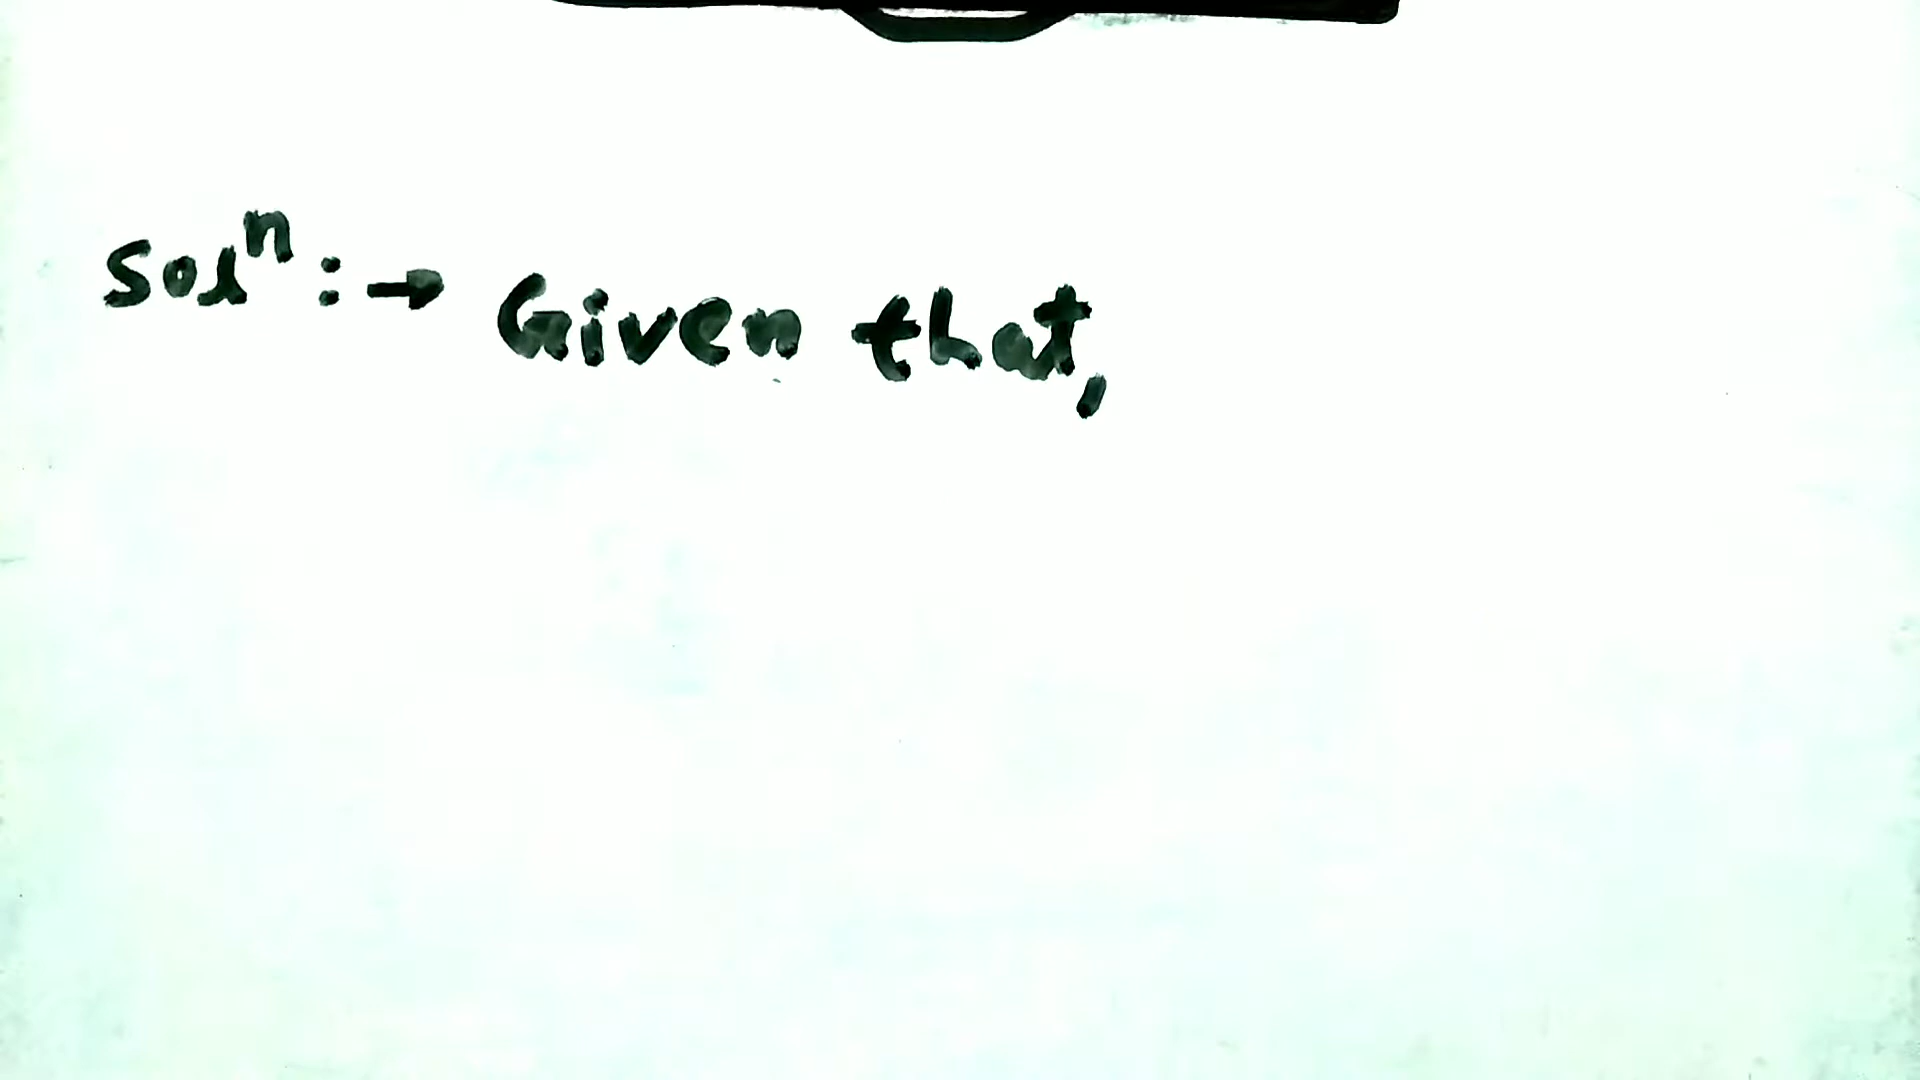 Solⁿ :→ Given that,